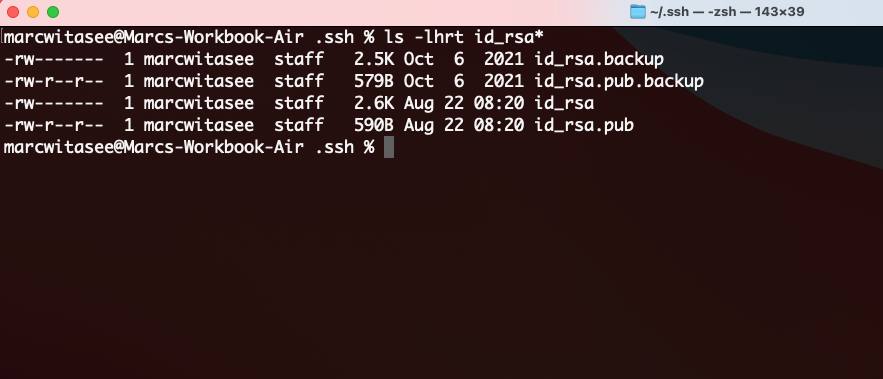 ~/.ssh — -zsh — 143×39
marcwitasee@Marcs-Workbook-Air .ssh % ls -lhrt id_rsa*
-rw-------  1 marcwitasee  staff   2.5K Oct  6  2021 id_rsa.backup
-rw-r--r--  1 marcwitasee  staff   579B Oct  6  2021 id_rsa.pub.backup
-rw-------  1 marcwitasee  staff   2.6K Aug 22 08:20 id_rsa
-rw-r--r--  1 marcwitasee  staff   590B Aug 22 08:20 id_rsa.pub
marcwitasee@Marcs-Workbook-Air .ssh %